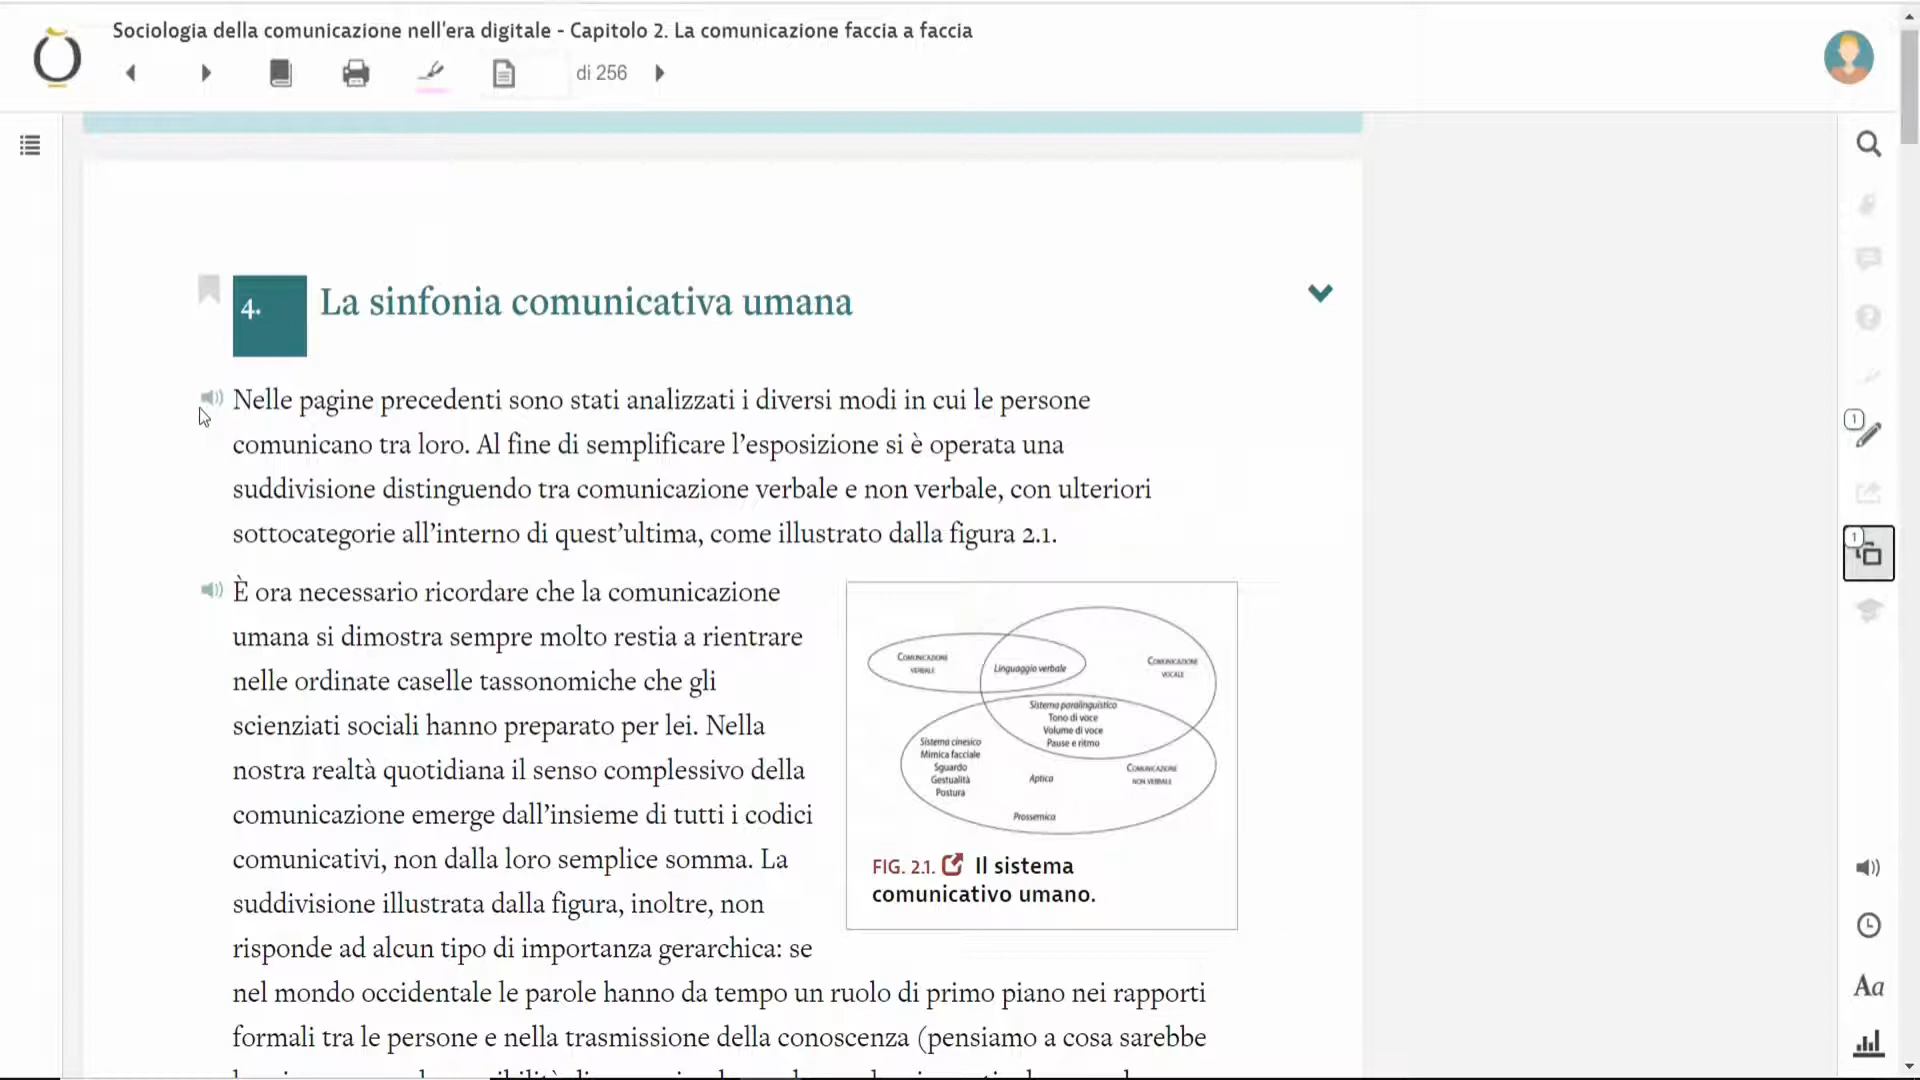 Sociologia della comunicazione nell'era digitale - Capitolo 2. La comunicazione faccia a faccia
di 256
4. La sinfonia comunicativa umana
Nelle pagine precedenti sono stati analizzati i diversi modi in cui le persone
comunicano tra loro. Al fine di semplificare l’esposizione si è operata una
suddivisione distinguendo tra comunicazione verbale e non verbale, con ulteriori
sottocategorie all’interno di quest’ultima, come illustrato dalla figura 2.1.
È ora necessario ricordare che la comunicazione
umana si dimostra sempre molto restia a rientrare
nelle ordinate caselle tassonomiche che gli
scienziati sociali hanno preparato per lei. Nella
nostra realtà quotidiana il senso complessivo della
comunicazione emerge dall’insieme di tutti i codici
comunicativi, non dalla loro semplice somma. La
suddivisione illustrata dalla figura, inoltre, non
risponde ad alcun tipo di importanza gerarchica: se
nel mondo occidentale le parole hanno da tempo un ruolo di primo piano nei rapporti
formali tra le persone e nella trasmissione della conoscenza (pensiamo a cosa sarebbe
Comunicazione
verbale
Linguaggio verbale
Comunicazione
vocale
Sistema paralinguistico
Tono di voce
Volume di voce
Pause e ritmo
Sistema cinesico
Mimica facciale
Sguardo
Gestualità
Postura
Aptica
Comunicazione
non verbale
Prossemica
FIG. 2.1. Il sistema
comunicativo umano.
1
1
Aa